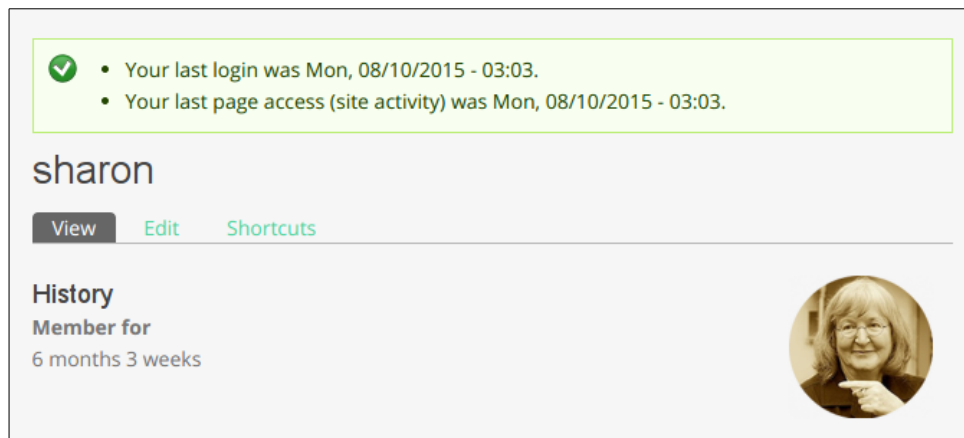 Your last login was Mon, 08/10/2015 - 03:03.
Your last page access (site activity) was Mon, 08/10/2015 - 03:03.
sharon
View Edit Shortcuts
History
Member for
6 months 3 weeks